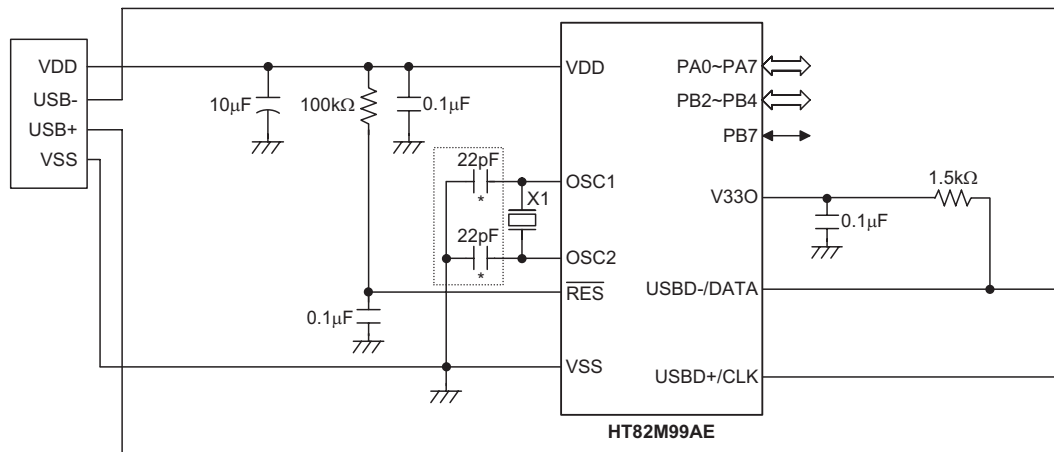 VDD
USB-
USB+
VSS
10μF
100kΩ
0.1μF
22pF
*
22pF
*
X1
0.1μF
VDD
OSC1
OSC2
R̅E̅S̅
VSS
PA0~PA7
PB2~PB4
PB7
V33O
USBD-/DATA
USBD+/CLK
1.5kΩ
0.1μF
HT82M99AE